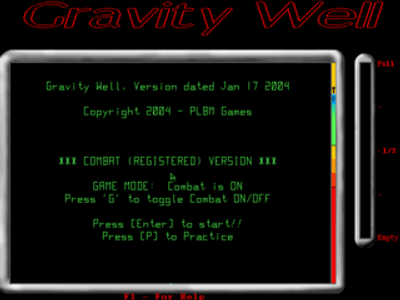 Gravity Well
Gravity Well, Version dated Jan 17 2004
Copyright 2004 - PLBM Games
*** COMBAT (REGISTERED) VERSION ***
GAME MODE: Combat is ON
Press 'G' to toggle Combat ON/OFF
Press [Enter] to start!!
Press [P] to Practice
F1 - For Help
Full
-1/2
Empty